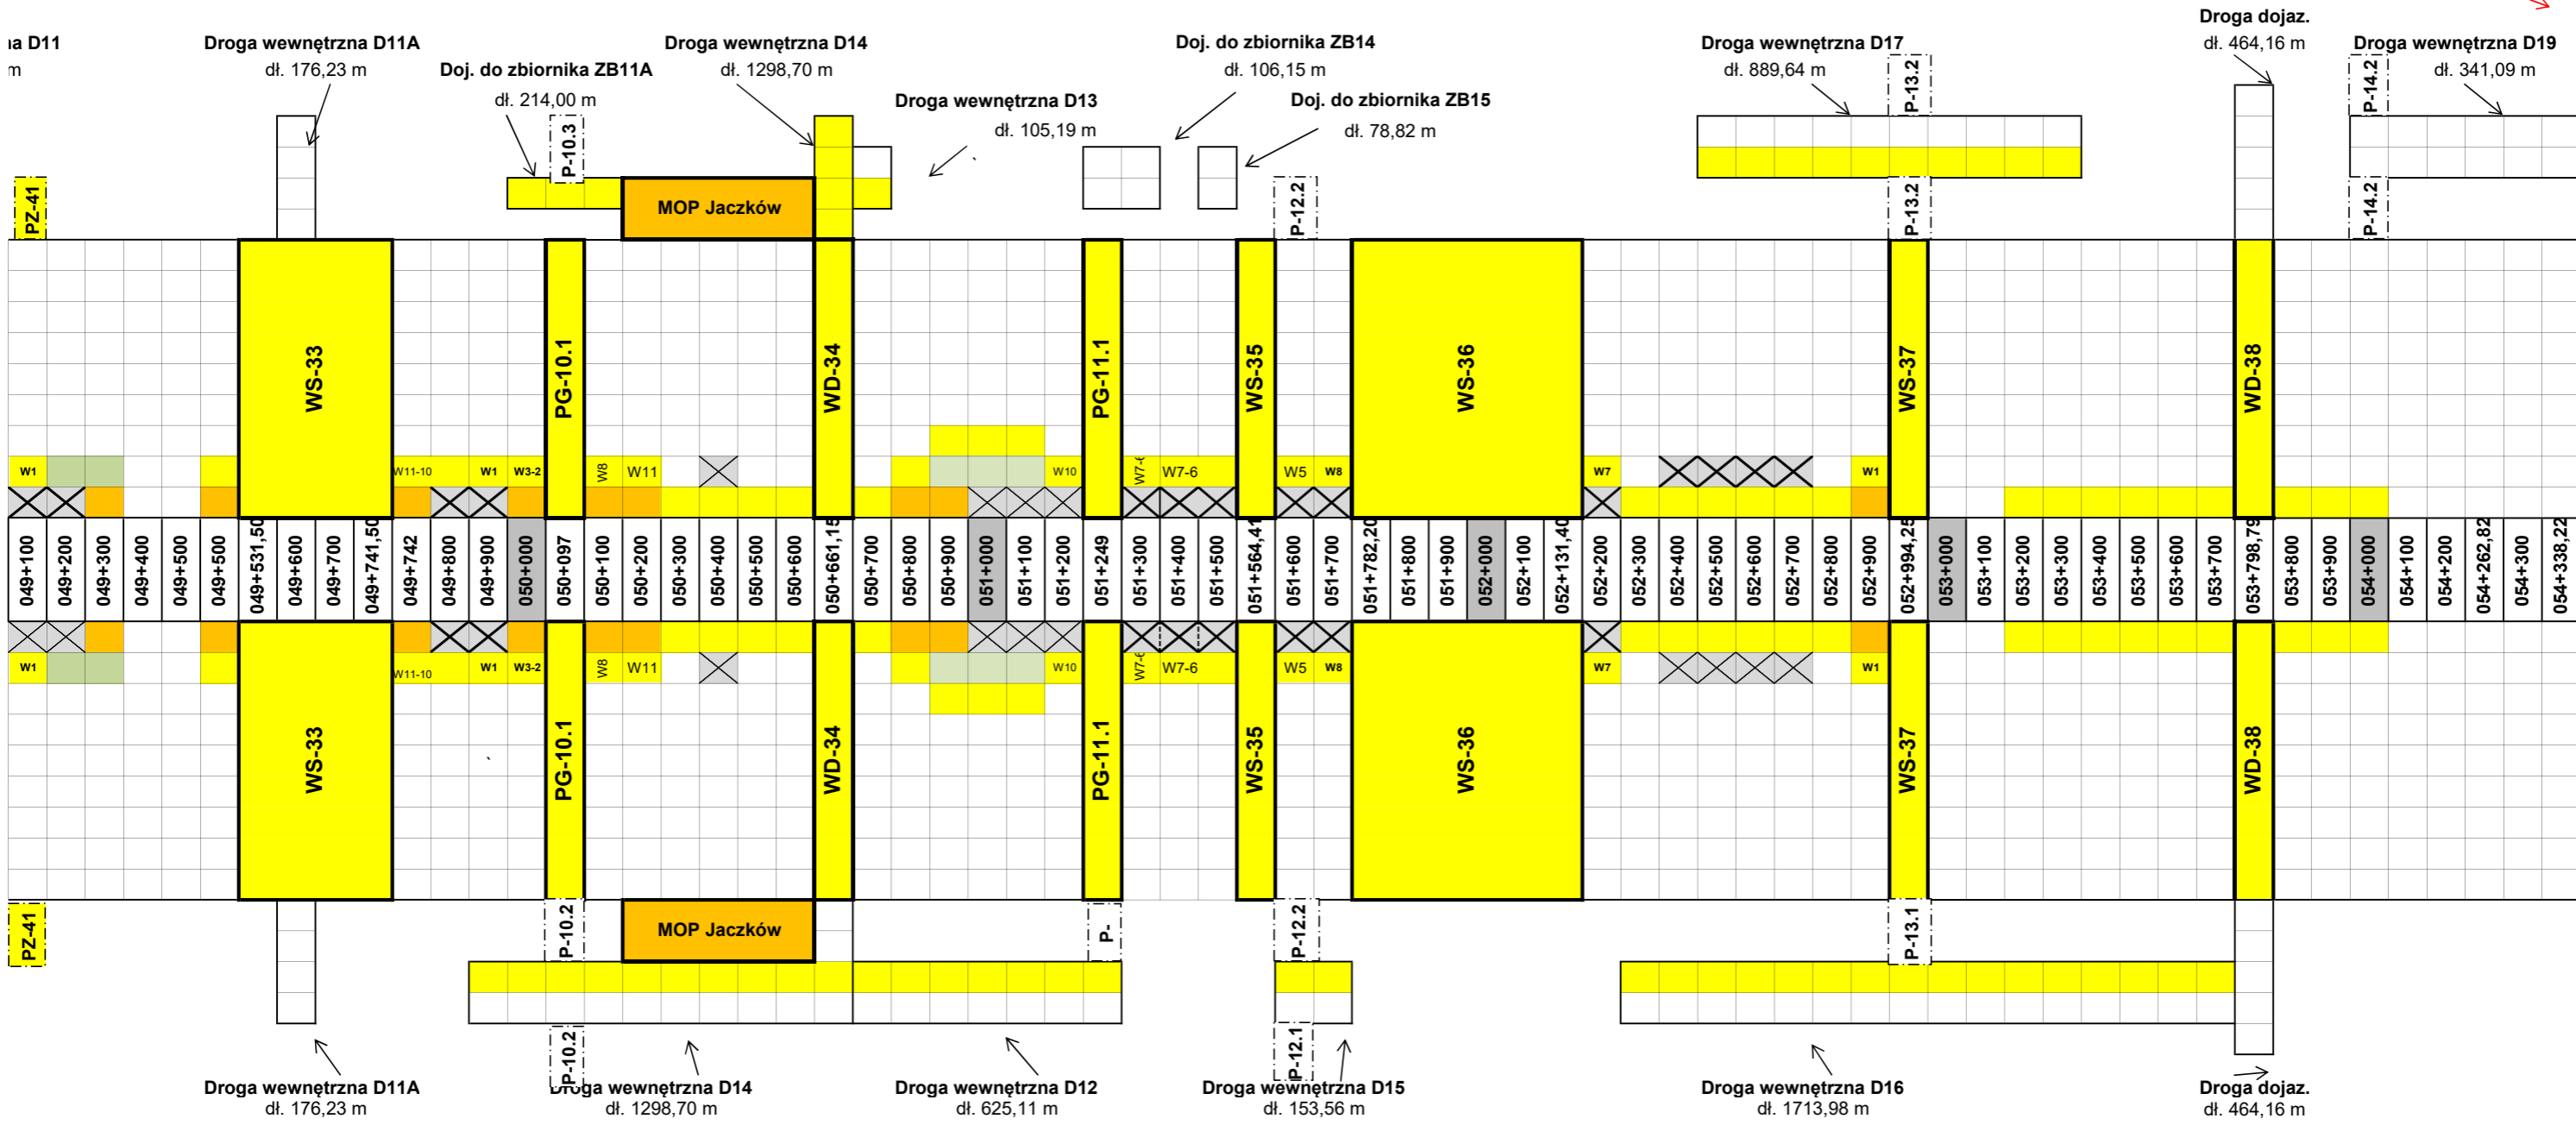 na D11
m
Droga wewnętrzna D11A
dł. 176,23 m
Doj. do zbiornika ZB11A
dł. 214,00 m
Droga wewnętrzna D14
dł. 1298,70 m
Droga wewnętrzna D13
dł. 105,19 m
Doj. do zbiornika ZB14
dł. 106,15 m
Doj. do zbiornika ZB15
dł. 78,82 m
Droga wewnętrzna D17
dł. 889,64 m
Droga dojaz.
dł. 464,16 m
Droga wewnętrzna D19
dł. 341,09 m
P-10.3
P-13.2
P-14.2
PZ-41
MOP Jaczków
P-12.2
P-13.2
P-14.2
WS-33
PG-10.1
WD-34
PG-11.1
WS-35
WS-36
WS-37
WD-38
W1
W11-10
W1
W3-2
W8
W11
W10
W7-6
W7-6
W5
W8
W7
W1
049+100
049+200
049+300
049+400
049+500
049+500
049+531,50
049+600
049+700
049+741,50
049+742
049+800
049+900
050+000
050+097
050+100
050+200
050+300
050+400
050+500
050+600
050+661,15
050+700
050+800
050+900
051+000
051+100
051+200
051+249
051+300
051+400
051+500
051+564,41
051+600
051+700
051+782,20
051+800
051+900
052+000
052+100
052+131,40
052+200
052+300
052+400
052+500
052+600
052+700
052+800
052+900
052+994,25
053+000
053+100
053+200
053+300
053+400
053+500
053+600
053+700
053+798,79
053+800
053+900
054+000
054+100
054+200
054+262,82
054+300
054+338,22
W1
W11-10
W1
W3-2
W8
W11
W10
W7-6
W7-6
W5
W8
W7
W1
WS-33
PG-10.1
WD-34
PG-11.1
WS-35
WS-36
WS-37
WD-38
PZ-41
P-10.2
MOP Jaczków
P-
P-12.2
P-13.1
P-10.2
P-12.1
Droga wewnętrzna D11A
dł. 176,23 m
Droga wewnętrzna D14
dł. 1298,70 m
Droga wewnętrzna D12
dł. 625,11 m
Droga wewnętrzna D15
dł. 153,56 m
Droga wewnętrzna D16
dł. 1713,98 m
Droga dojaz.
dł. 464,16 m